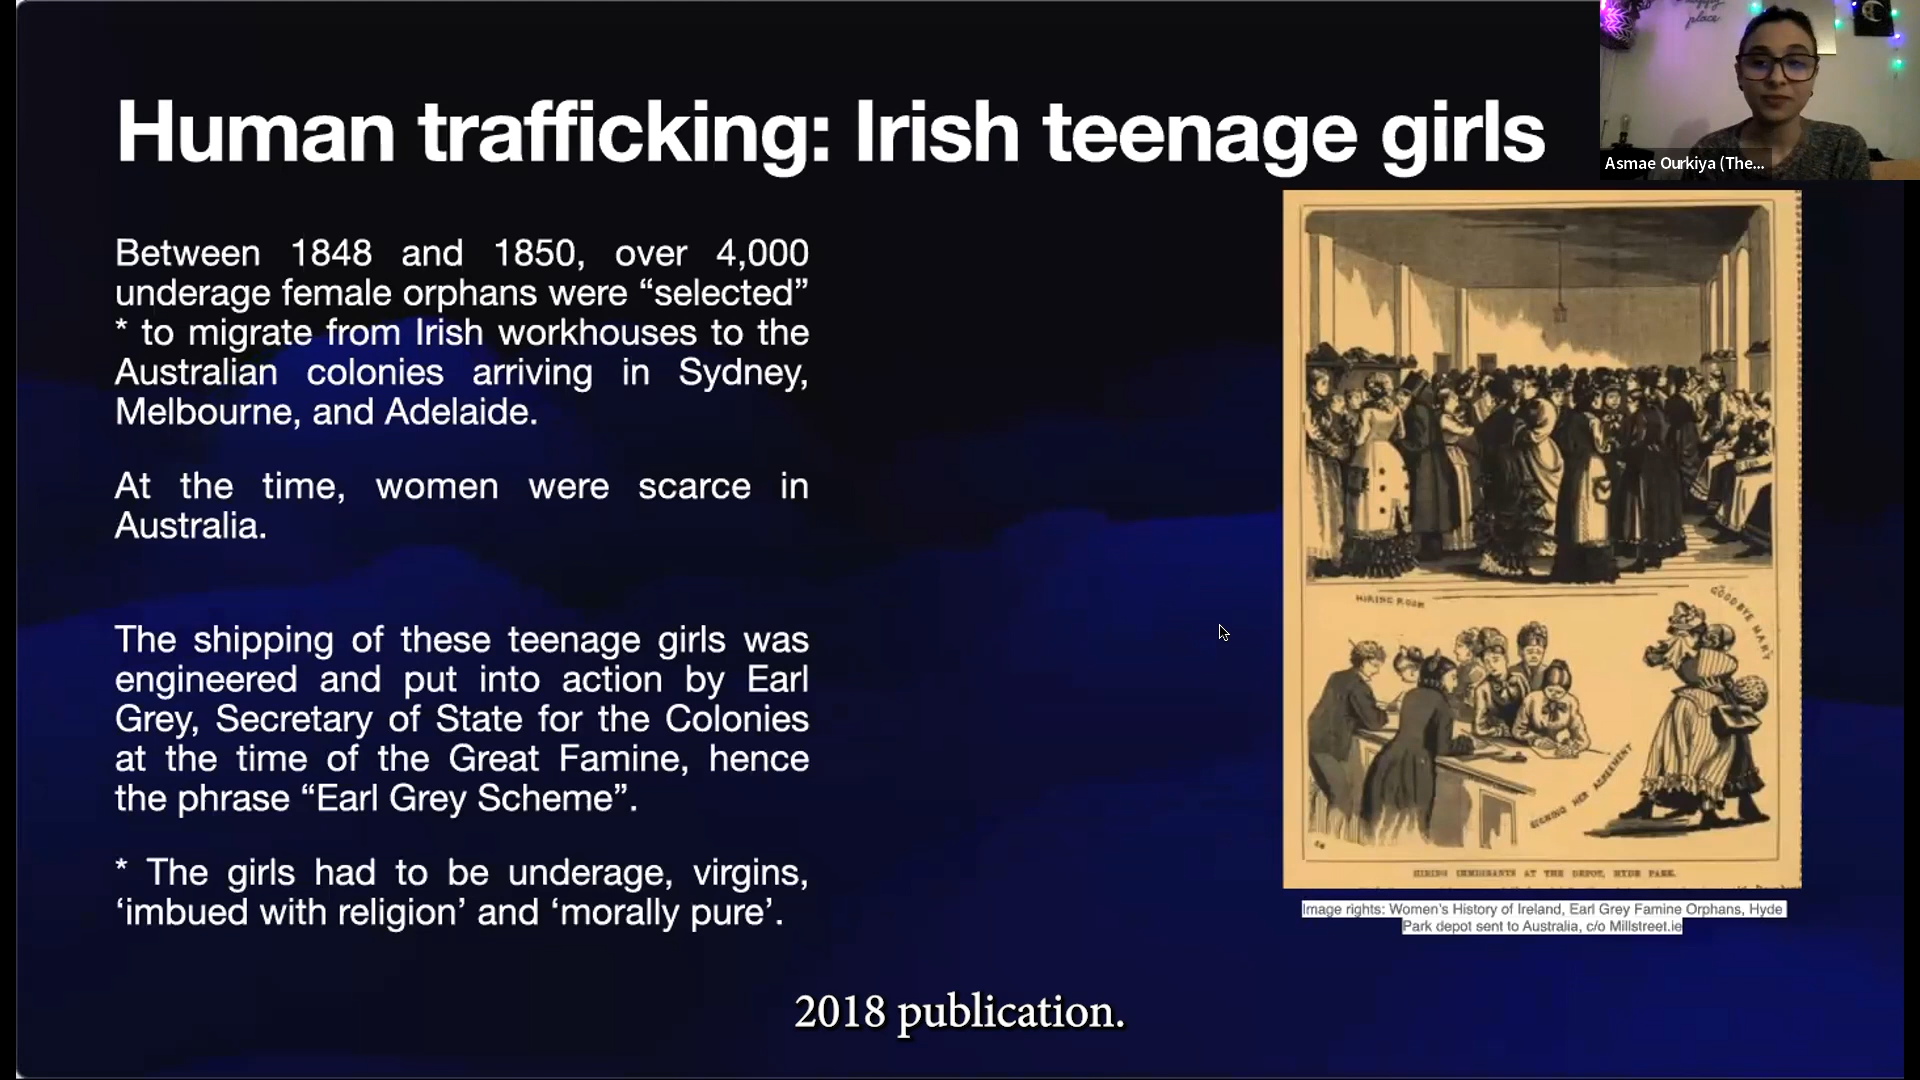 happy
place
Human trafficking: Irish teenage girls
Asmae Ourkiya (The...
Between 1848 and 1850, over 4,000
underage female orphans were “selected”
* to migrate from Irish workhouses to the
Australian colonies arriving in Sydney,
Melbourne, and Adelaide.
At the time, women were scarce in
Australia.
The shipping of these teenage girls was
engineered and put into action by Earl
Grey, Secretary of State for the Colonies
at the time of the Great Famine, hence
the phrase “Earl Grey Scheme”.
* The girls had to be underage, virgins,
‘imbued with religion’ and ‘morally pure’.
HIRING ROOM
GOODBYE MARY
SIGNING HER AGREEMENT
HIRING IMMIGRANTS AT THE DEPOT, HYDE PARK.
Image rights: Women's History of Ireland, Earl Grey Famine Orphans, Hyde
Park depot sent to Australia, c/o Millstreet.ie
2018 publication.